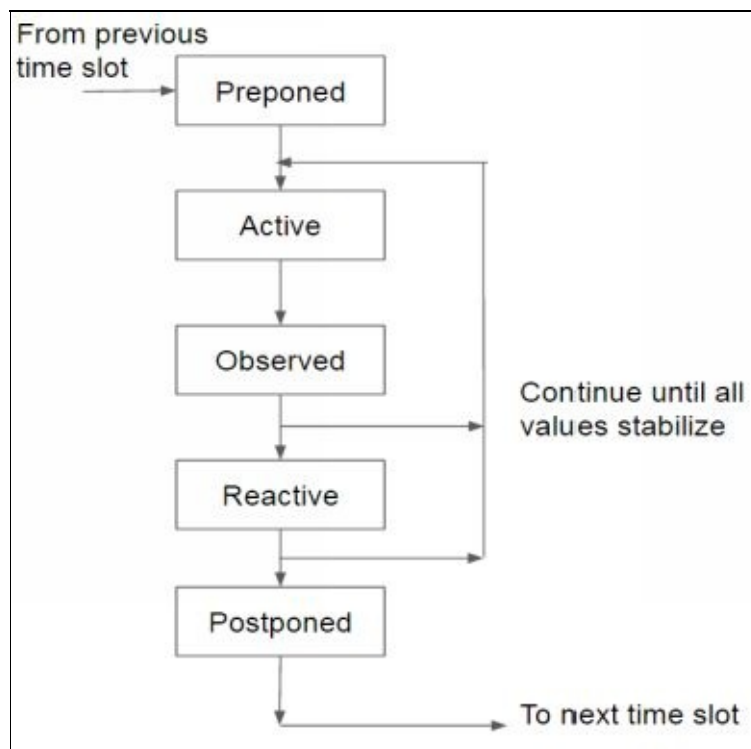 From previous
time slot
Preponed
Active
Observed
Continue until all
values stabilize
Reactive
Postponed
To next time slot